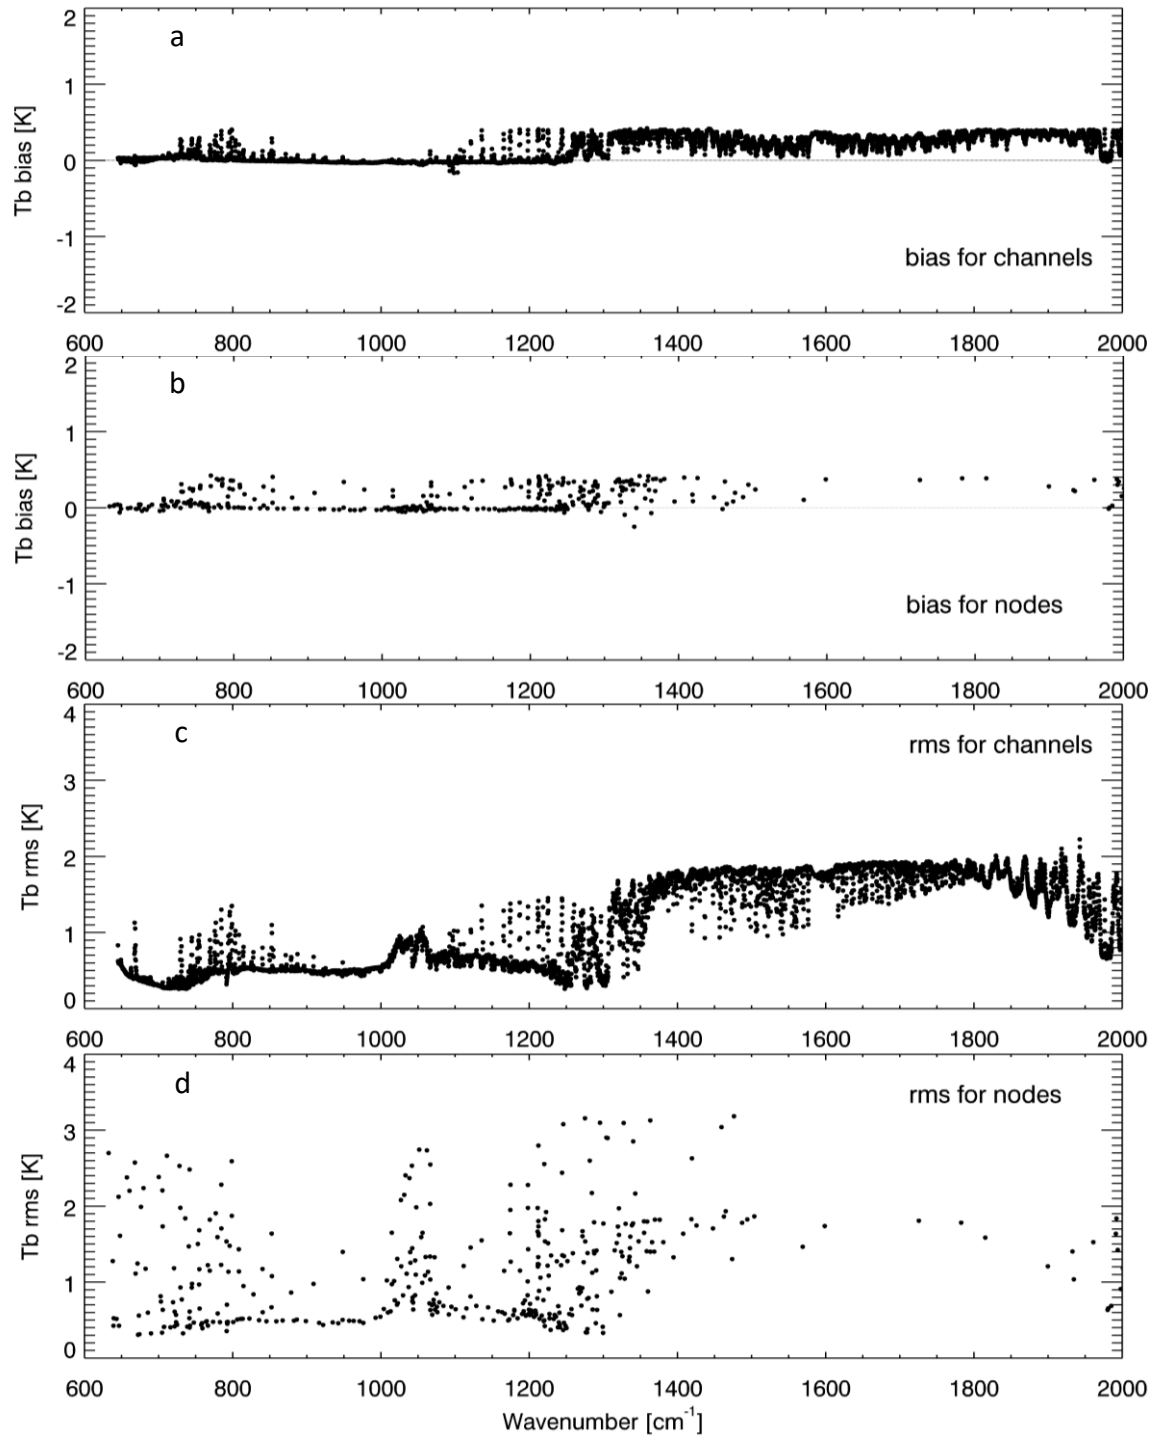 a
2
1
0
-1
-2
Tb bias [K]
bias for channels
600 800 1000 1200 1400 1600 1800 2000
b
2
1
0
-1
-2
Tb bias [K]
bias for nodes
600 800 1000 1200 1400 1600 1800 2000
c
4
3
2
1
0
Tb rms [K]
rms for channels
600 800 1000 1200 1400 1600 1800 2000
d
4
3
2
1
0
Tb rms [K]
rms for nodes
600 800 1000 1200 1400 1600 1800 2000
Wavenumber [cm⁻¹]